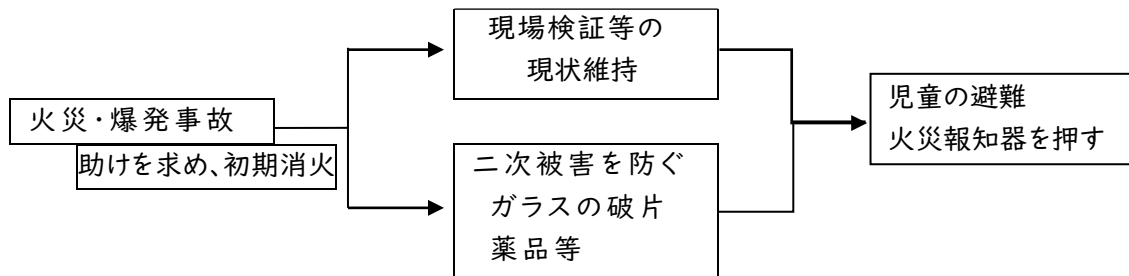 火災・爆発事故
助けを求め、初期消火
現場検証等の
現状維持
二次被害を防ぐ
ガラスの破片
薬品等
児童の避難
火災報知器を押す